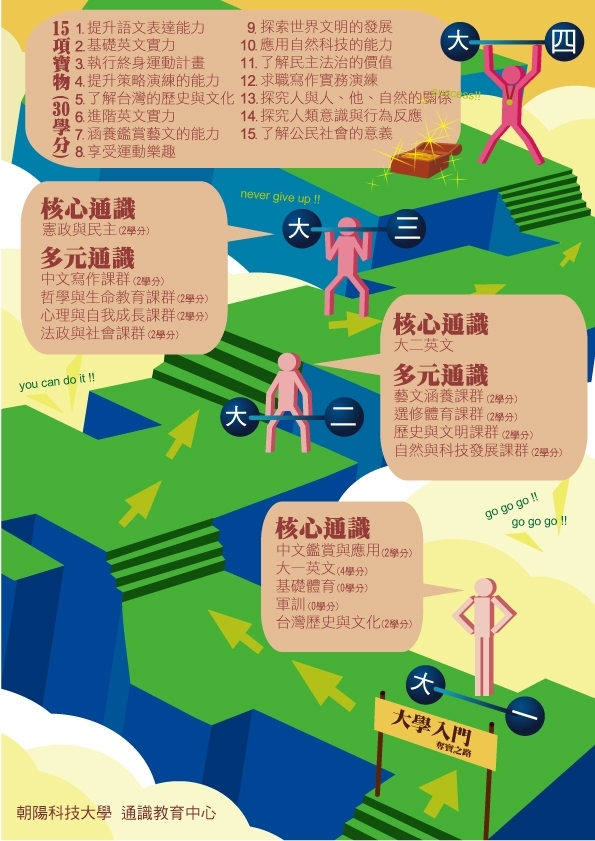 15項寶物(30學分)
1. 提升語文表達能力
2. 基礎英文實力
3. 執行終身運動計畫
4. 提升策略演練的能力
5. 了解台灣的歷史與文化
6. 進階英文實力
7. 涵養鑑賞藝文的能力
8. 享受運動樂趣
9. 探索世界文明的發展
10. 應用自然科技的能力
11. 了解民主法治的價值
12. 求職寫作實務演練
13. 探究人與人、他、自然的關係
14. 探究人類意識與行為反應
15. 了解公民社會的意義
大 四
never give up !!
大 三
核心通識
憲政與民主(2學分)
多元通識
中文寫作課群(2學分)
哲學與生命教育課群(2學分)
心理與自我成長課群(2學分)
法政與社會課群(2學分)
核心通識
大二英文
多元通識
藝文涵養課群(2學分)
選修體育課群(2學分)
歷史與文明課群(2學分)
自然與科技發展課群(2學分)
you can do it !!
大 二
go go go !!
go go go !!
核心通識
中文鑑賞與應用(2學分)
大一英文(4學分)
基礎體育(0學分)
軍訓(0學分)
台灣歷史與文化(2學分)
大 一
大學入門
奪寶之路
朝陽科技大學 通識教育中心